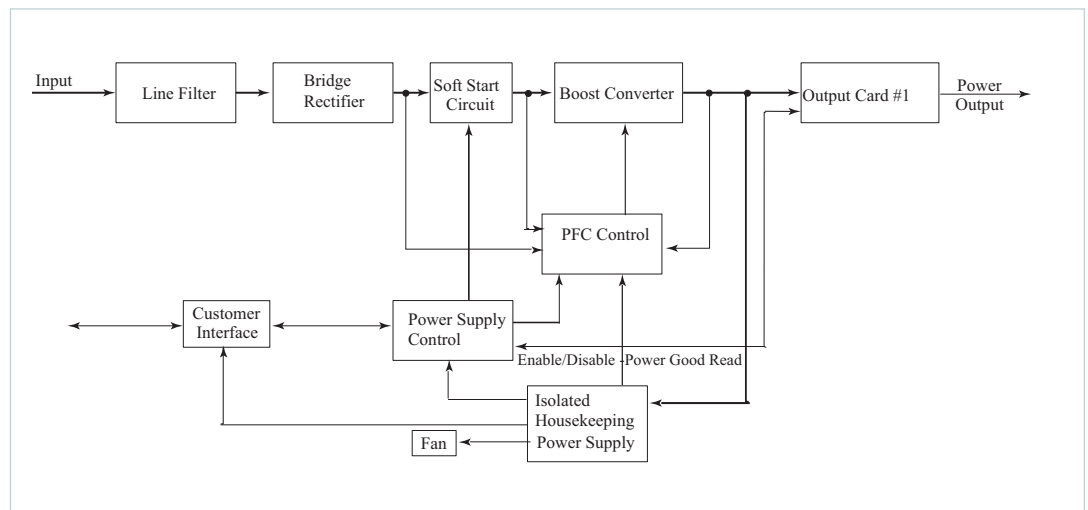 Input
Line Filter
Bridge
Rectifier
Soft Start
Circuit
Boost Converter
Output Card #1
Power
Output
PFC Control
Customer
Interface
Power Supply
Control
Enable/Disable -Power Good Read
Isolated
Housekeeping
Power Supply
Fan